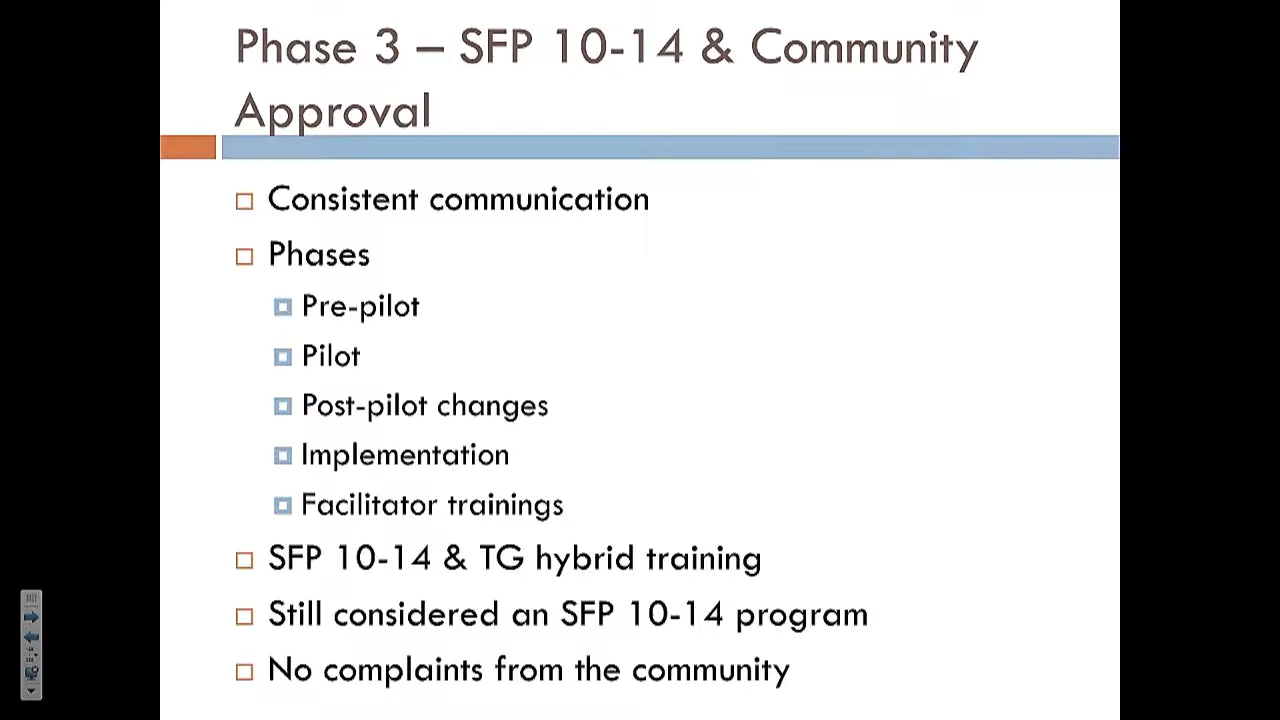 Phase 3 – SFP 10-14 & Community
Approval
Consistent communication
Phases
Pre-pilot
Pilot
Post-pilot changes
Implementation
Facilitator trainings
SFP 10-14 & TG hybrid training
Still considered an SFP 10-14 program
No complaints from the community